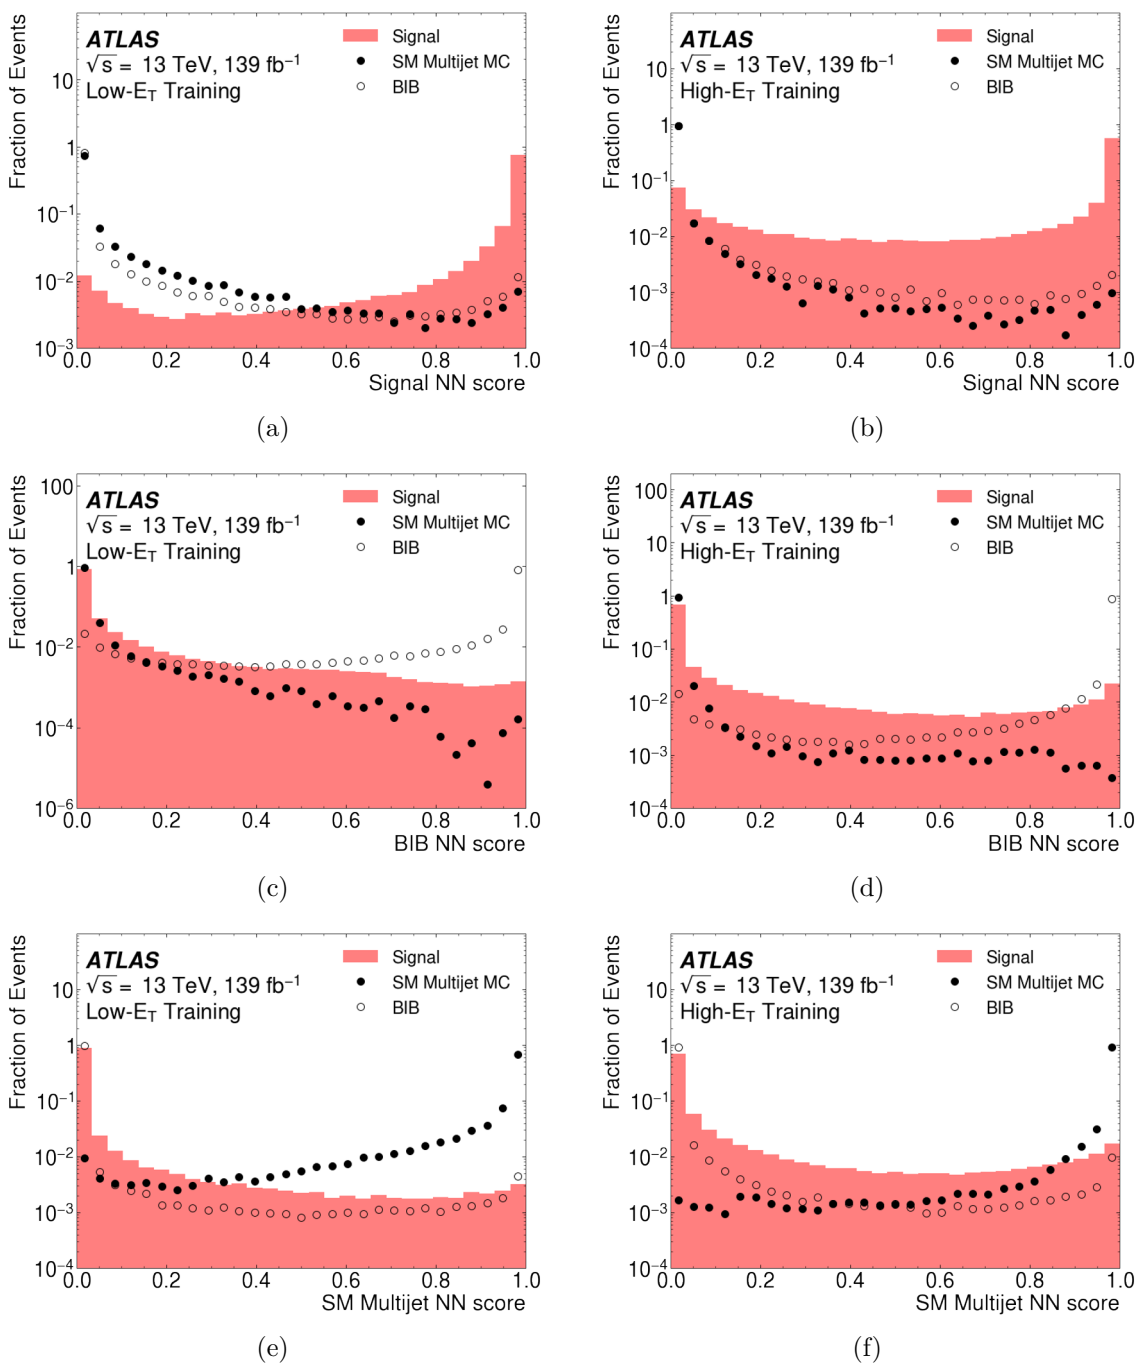 Fraction of Events
ATLAS
√s = 13 TeV, 139 fb⁻¹
Low-E_T Training
Signal
SM Multijet MC
BIB
10
1
10⁻¹
10⁻²
10⁻³
0.0 0.2 0.4 0.6 0.8 1.0
Signal NN score
(a)
Fraction of Events
ATLAS
√s = 13 TeV, 139 fb⁻¹
High-E_T Training
Signal
SM Multijet MC
BIB
10
1
10⁻¹
10⁻²
10⁻³
10⁻⁴
0.0 0.2 0.4 0.6 0.8 1.0
Signal NN score
(b)
Fraction of Events
ATLAS
√s = 13 TeV, 139 fb⁻¹
Low-E_T Training
Signal
SM Multijet MC
BIB
100
1
10⁻²
10⁻⁴
10⁻⁶
0.0 0.2 0.4 0.6 0.8 1.0
BIB NN score
(c)
Fraction of Events
ATLAS
√s = 13 TeV, 139 fb⁻¹
High-E_T Training
Signal
SM Multijet MC
BIB
100
10
1
10⁻¹
10⁻²
10⁻³
10⁻⁴
0.0 0.2 0.4 0.6 0.8 1.0
BIB NN score
(d)
Fraction of Events
ATLAS
√s = 13 TeV, 139 fb⁻¹
Low-E_T Training
Signal
SM Multijet MC
BIB
10
1
10⁻¹
10⁻²
10⁻³
10⁻⁴
0.0 0.2 0.4 0.6 0.8 1.0
SM Multijet NN score
(e)
Fraction of Events
ATLAS
√s = 13 TeV, 139 fb⁻¹
High-E_T Training
Signal
SM Multijet MC
BIB
10
1
10⁻¹
10⁻²
10⁻³
10⁻⁴
0.0 0.2 0.4 0.6 0.8 1.0
SM Multijet NN score
(f)